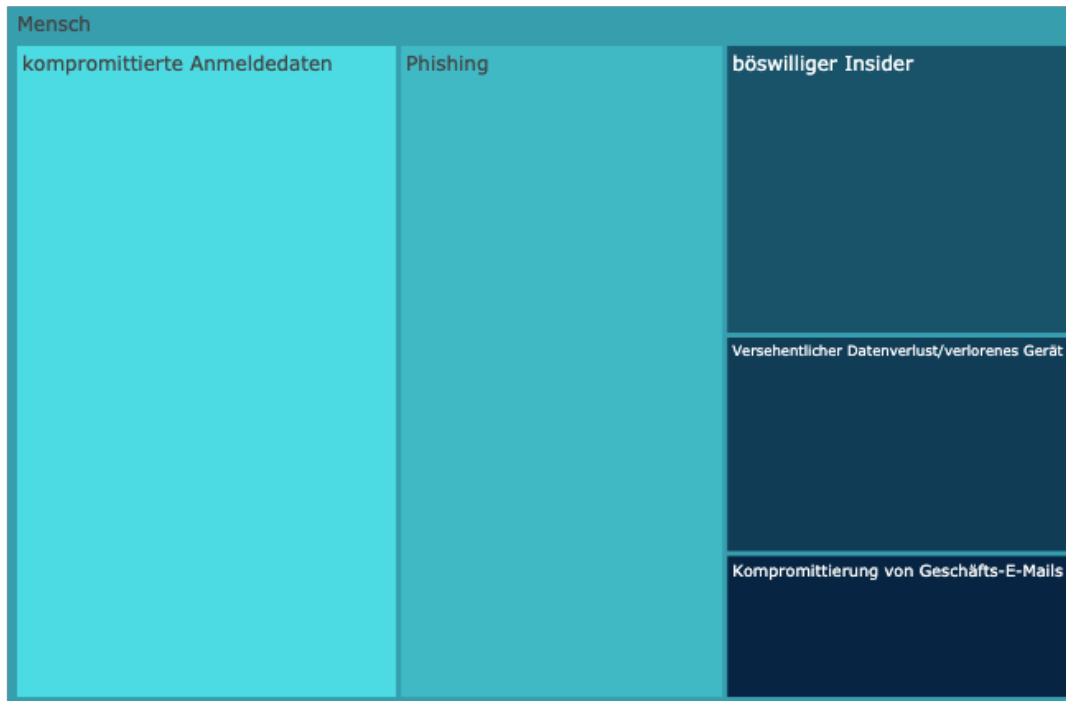 Mensch
kompromittierte Anmeldedaten
Phishing
böswilliger Insider
Versehentlicher Datenverlust/verlorenes Gerät
Kompromittierung von Geschäfts-E-Mails